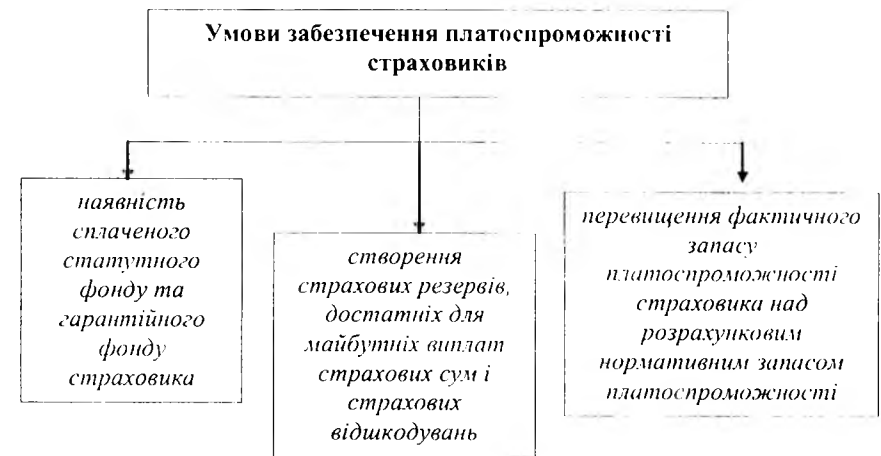 Умови забезпечення платоспроможності
страховиків
наявність
сплаченого
статутного
фонду та
гарантійного
фонду
страховика
створення
страхових резервів,
достатніх для
майбутніх виплат
страхових сум і
страхових
відшкодувань
перевищення фактичного
запасу
платоспроможності
страховика над
розрахунковим
нормативним запасом
платоспроможності